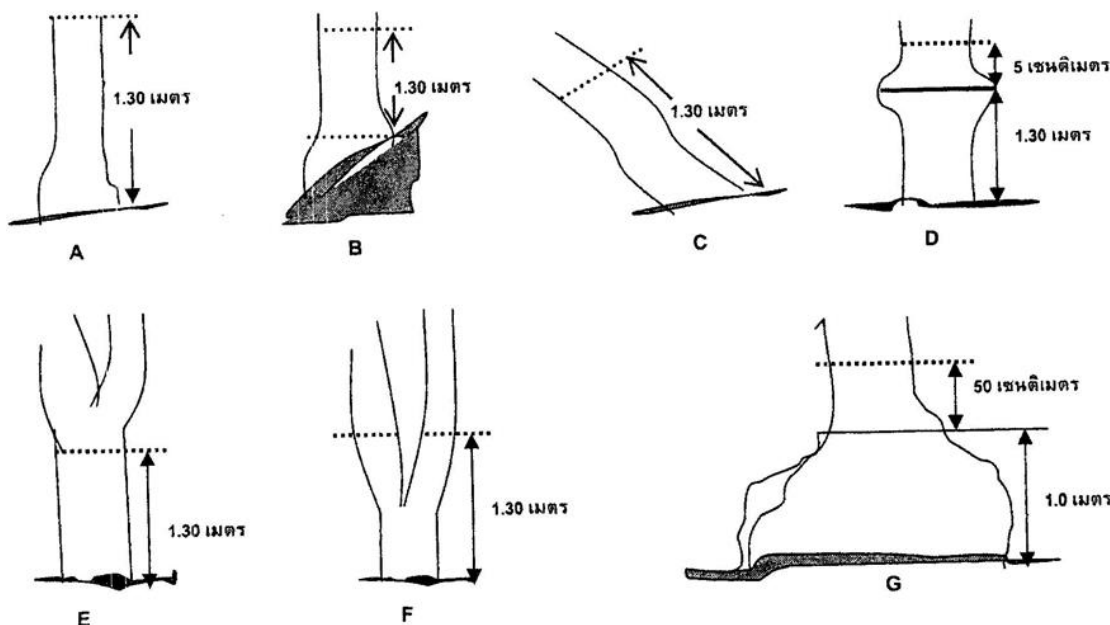 1.30 เมตร
A
1.30 เมตร
B
1.30 เมตร
C
5 เซนติเมตร
1.30 เมตร
D
1.30 เมตร
E
1.30 เมตร
F
50 เซนติเมตร
1.0 เมตร
G